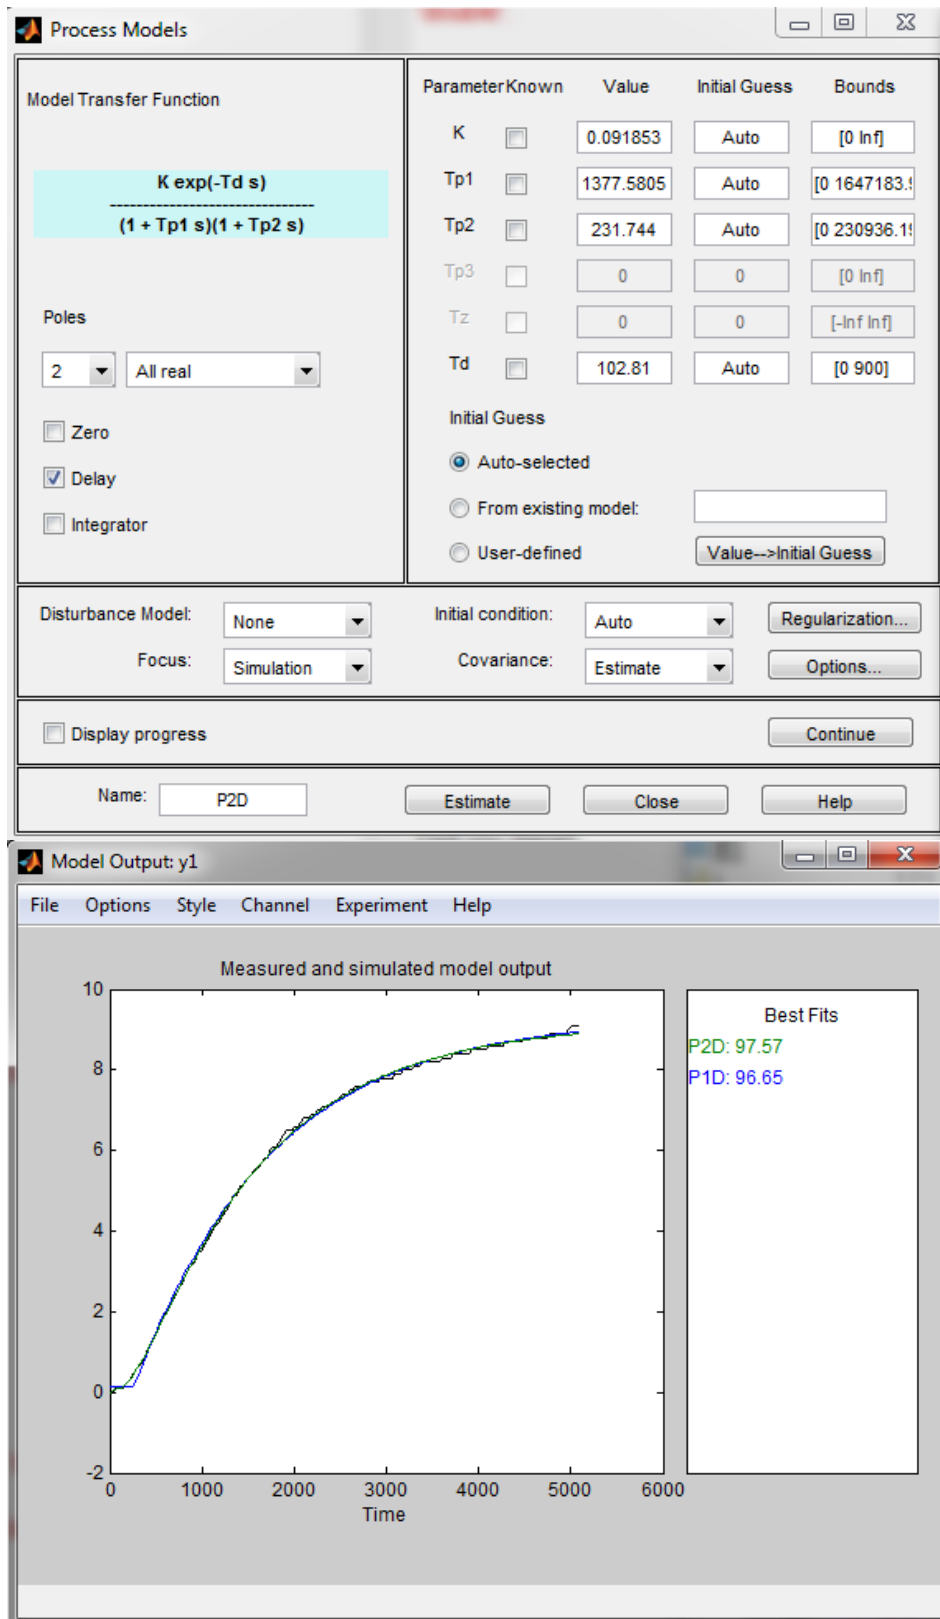 Process Models
Model Transfer Function
K exp(-Td s)
------------------------------
(1 + Tp1 s)(1 + Tp2 s)
Poles
2 All real
Zero
Delay
Integrator
Parameter Known Value Initial Guess Bounds
K 0.091853 Auto [0 Inf]
Tp1 1377.5805 Auto [0 1647183.9
Tp2 231.744 Auto [0 230936.19
Tp3 0 0 [0 Inf]
Tz 0 0 [-Inf Inf]
Td 102.81 Auto [0 900]
Initial Guess
Auto-selected
From existing model:
User-defined Value-->Initial Guess
Disturbance Model: None Initial condition: Auto Regularization...
Focus: Simulation Covariance: Estimate Options...
Display progress Continue
Name: P2D Estimate Close Help
Model Output: y1
File Options Style Channel Experiment Help
Measured and simulated model output
10
8
6
4
2
0
-2
0 1000 2000 3000 4000 5000 6000
Time
Best Fits
P2D: 97.57
P1D: 96.65